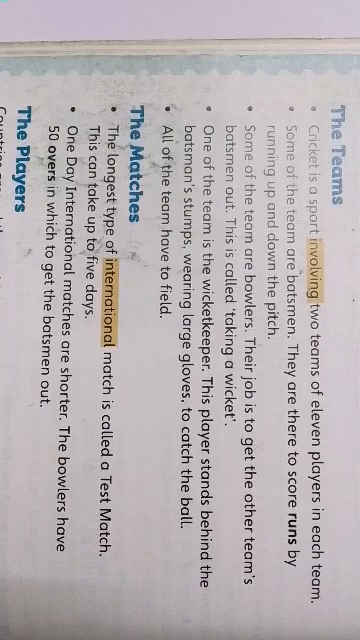 The Teams
• Cricket is a sport involving two teams of eleven players in each team.
• Some of the team are batsmen. They are there to score runs by
running up and down the pitch.
• Some of the team are bowlers. Their job is to get the other team's
batsmen out. This is called 'taking a wicket'.
• One of the team is the wicketkeeper. This player stands behind the
batsman's stumps, wearing large gloves, to catch the ball.
• All of the team have to field.
The Matches
• The longest type of international match is called a Test Match.
This can take up to five days.
• One Day International matches are shorter. The bowlers have
50 overs in which to get the batsmen out.
The Players